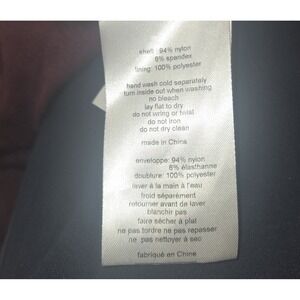 shell: 94% nylon
6% spandex
lining: 100% polyester
hand wash cold separately
turn inside out when washing
no bleach
lay flat to dry
do not wring or twist
do not iron
do not dry clean
made in China
enveloppe: 94% nylon
6% élasthanne
doublure: 100% polyester
laver à la main à l'eau
froid séparément
retourner avant de laver
blanchir pas
faire sécher à plat
ne pas tordre ne pas repasser
ne pas nettoyer à sec
fabriqué en Chine